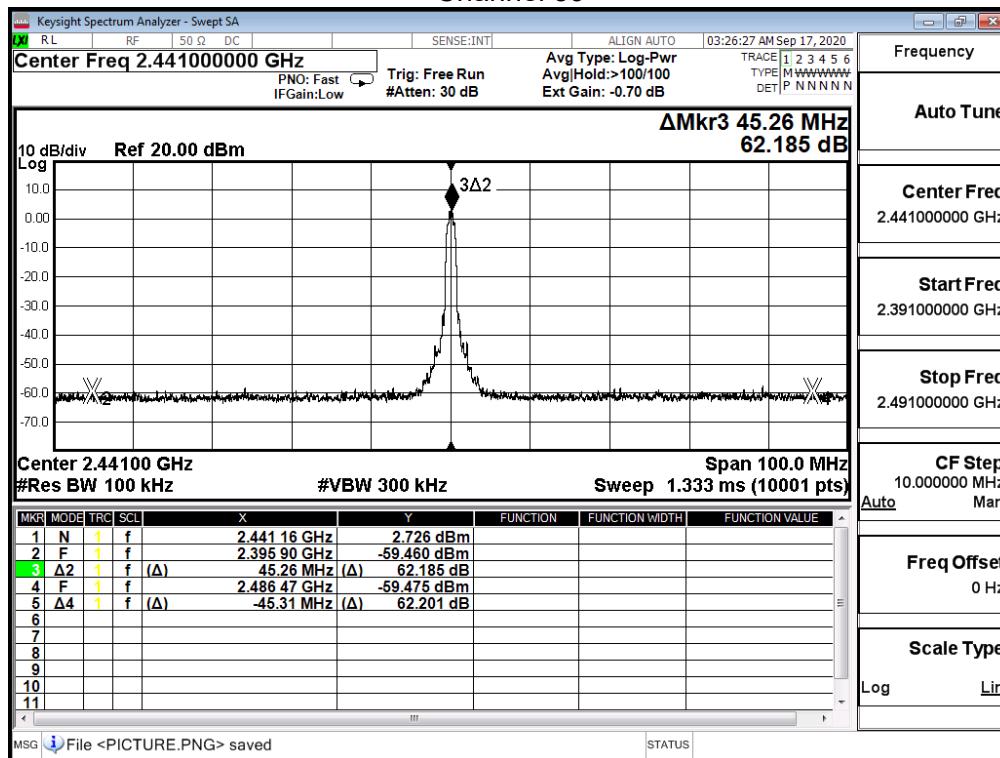 Keysight Spectrum Analyzer - Swept SA
LXI RL RF 50 Ω DC SENSE:INT ALIGN AUTO 03:26:27 AM Sep 17, 2020
Center Freq 2.441000000 GHz
PNO: Fast
IFGain:Low
Trig: Free Run
#Atten: 30 dB
Avg Type: Log-Pwr
Avg|Hold:>100/100
Ext Gain: -0.70 dB
TRACE 1 2 3 4 5 6
TYPE M WWWWW
DET P N N N N N
ΔMkr3 45.26 MHz
62.185 dB
10 dB/div Ref 20.00 dBm
Log
10.0
0.00
-10.0
-20.0
-30.0
-40.0
-50.0
-60.0
-70.0
3Δ2
2
4
Center 2.44100 GHz Span 100.0 MHz
#Res BW 100 kHz #VBW 300 kHz Sweep 1.333 ms (10001 pts)
MKR MODE TRC SCL X Y FUNCTION FUNCTION WIDTH FUNCTION VALUE
1 N 1 f 2.441 16 GHz 2.726 dBm
2 F 1 f 2.395 90 GHz -59.460 dBm
3 Δ2 1 f (Δ) 45.26 MHz (Δ) 62.185 dB
4 F 1 f 2.486 47 GHz -59.475 dBm
5 Δ4 1 f (Δ) -45.31 MHz (Δ) 62.201 dB
6
7
8
9
10
11
MSG File <PICTURE.PNG> saved STATUS
Frequency
Auto Tune
Center Freq
2.441000000 GHz
Start Freq
2.391000000 GHz
Stop Freq
2.491000000 GHz
CF Step
10.000000 MHz
Auto Man
Freq Offset
0 Hz
Scale Type
Log Lin